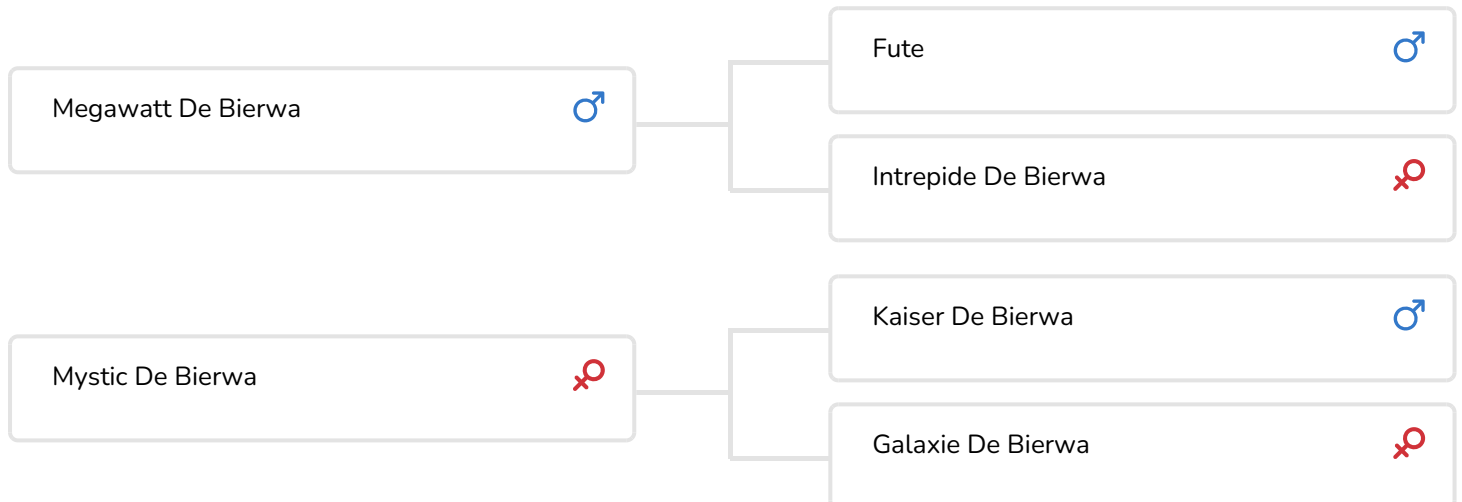 Megawatt De Bierwa
Fute
Intrepide De Bierwa
Mystic De Bierwa
Kaiser De Bierwa
Galaxie De Bierwa